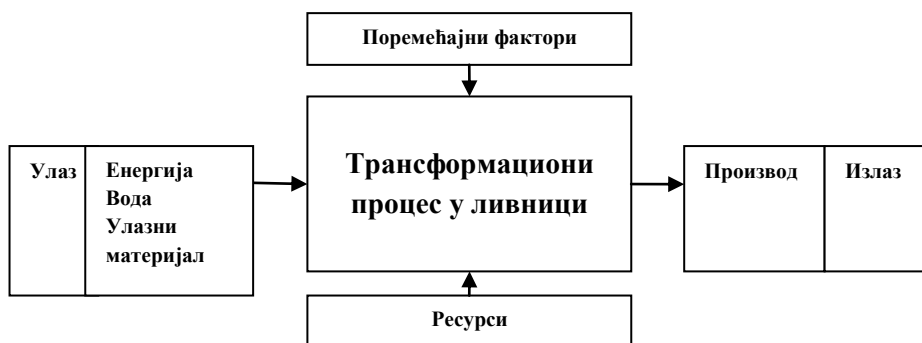 Поремећајни фактори
Улаз
Енергија
Вода
Улазни
материјал
Трансформациони
процес у ливници
Производ
Излаз
Ресурси